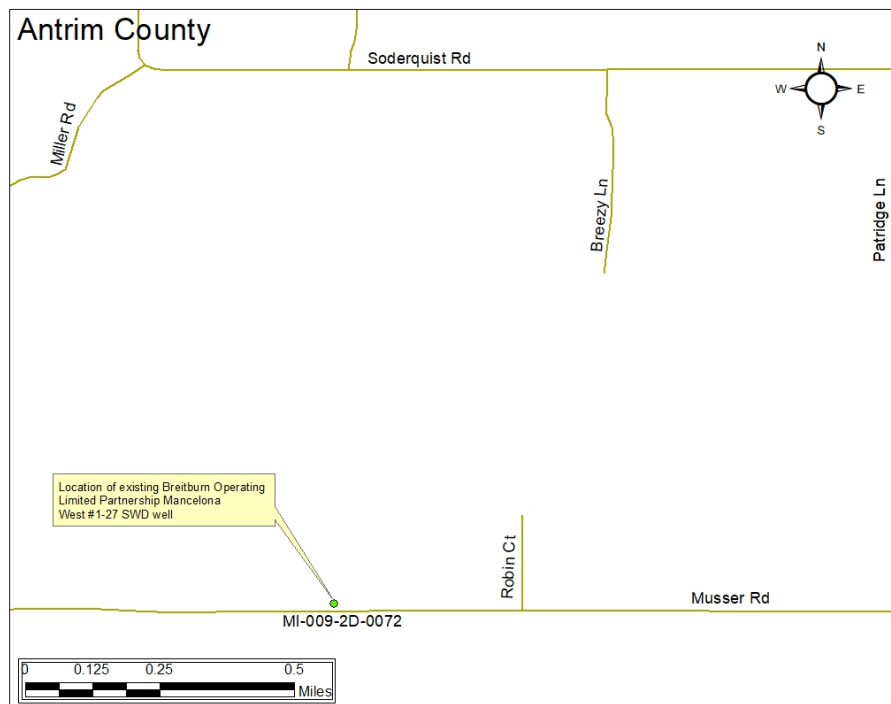 Antrim County
Soderquist Rd
N
W
E
S
Miller Rd
Breezy Ln
Patridge Ln
Location of existing Breitburn Operating
Limited Partnership Mancelona
West #1-27 SWD well
Robin Ct
Musser Rd
MI-009-2D-0072
0 0.125 0.25 0.5
Miles